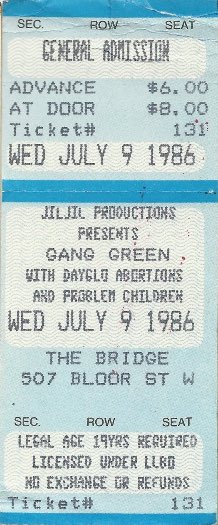 SEC. ROW SEAT
GENERAL ADMISSION
ADVANCE $6.00
AT DOOR $8.00
Ticket# 131
WED JULY 9 1986
JILJIL PRODUCTIONS
PRESENTS
GANG GREEN
WITH DAYGLO ABORTIONS
AND PROBLEM CHILDREN
WED JULY 9 1986
THE BRIDGE
507 BLOOR ST W
SEC. ROW SEAT
LEGAL AGE 19YRS REQUIRED
LICENSED UNDER LLBO
NO EXCHANGE OR REFUNDS
Ticket# 131